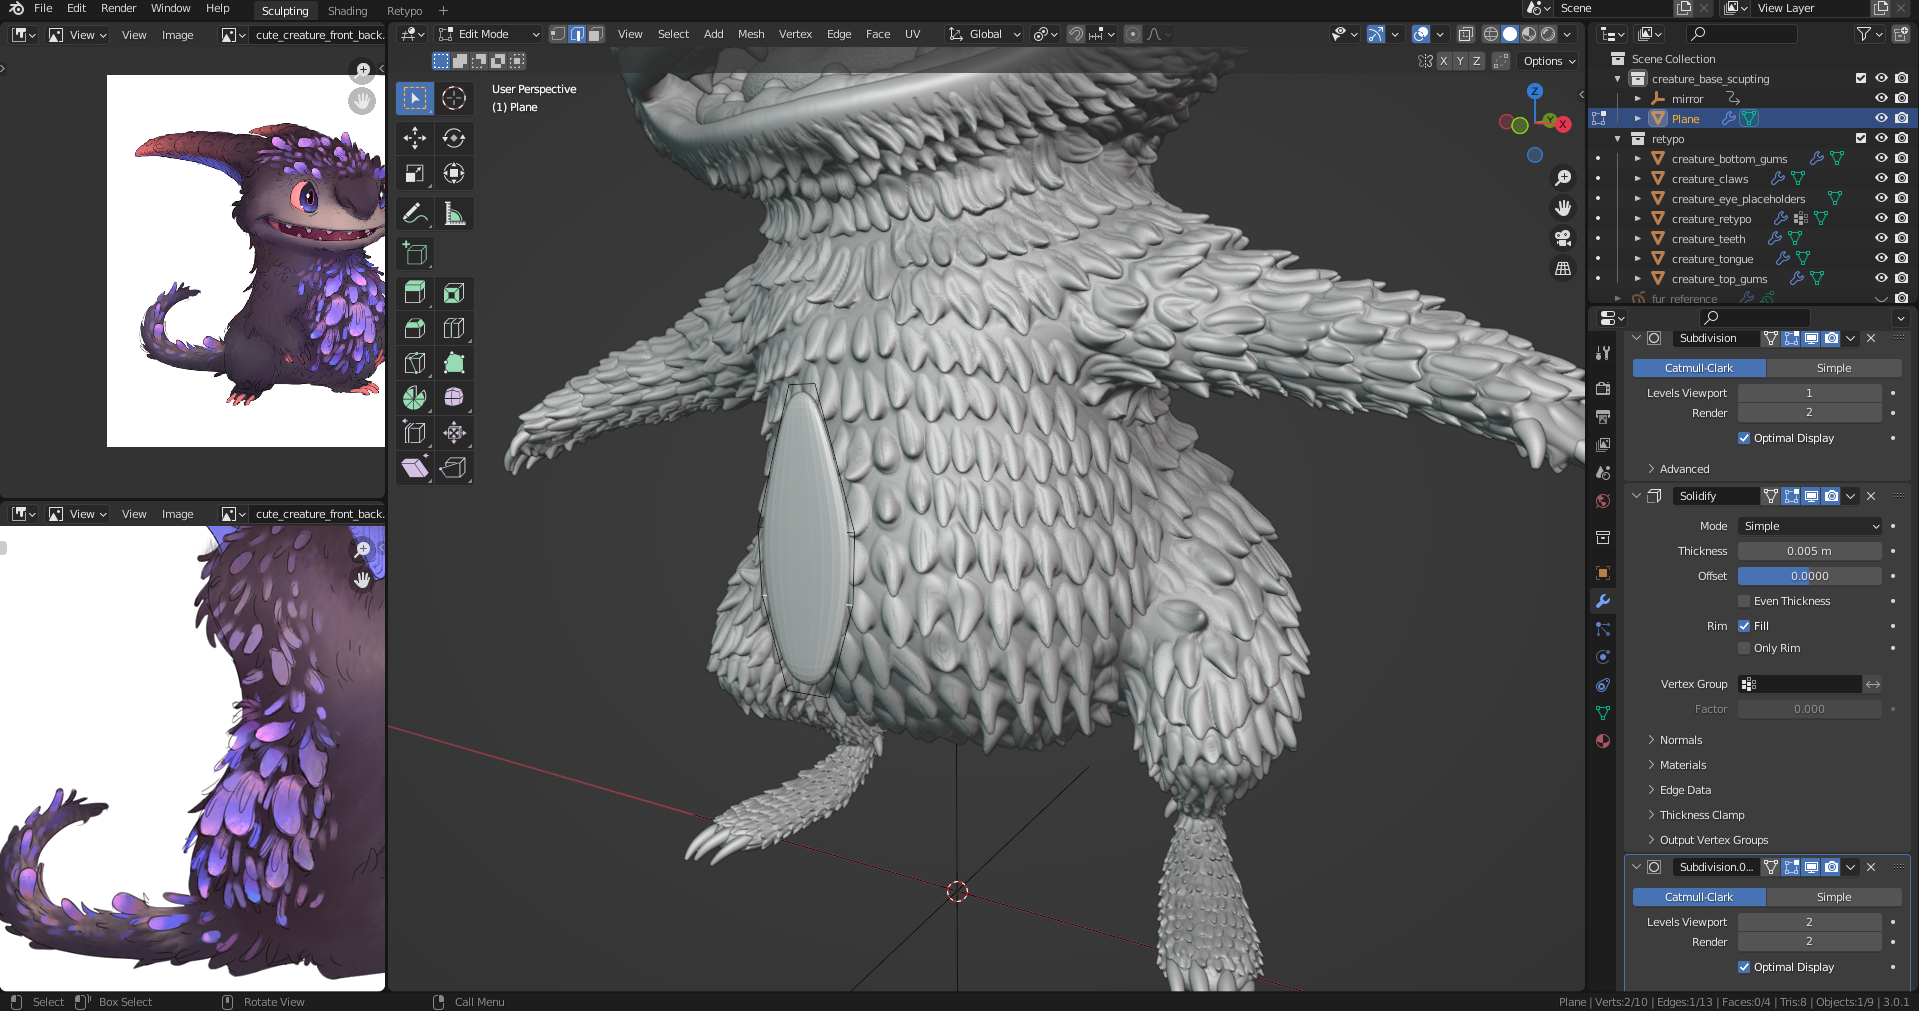 File Edit Render Window Help Sculpting Shading Retypo + Scene View Layer
View View Image cute_creature_front_back.
Edit Mode View Select Add Mesh Vertex Edge Face UV Global
X Y Z Options
User Perspective
(1) Plane
Z
Y
X
View View Image cute_creature_front_back.
Scene Collection
creature_base_scupting
mirror
Plane
retypo
creature_bottom_gums
creature_claws
creature_eye_placeholders
creature_retypo
creature_teeth
creature_tongue
creature_top_gums
fur_reference
Subdivision
Catmull-Clark Simple
Levels Viewport 1
Render 2
Optimal Display
Advanced
Solidify
Mode Simple
Thickness 0.005 m
Offset 0.0000
Even Thickness
Rim Fill
Only Rim
Vertex Group
Factor 0.000
Normals
Materials
Edge Data
Thickness Clamp
Output Vertex Groups
Subdivision.0...
Catmull-Clark Simple
Levels Viewport 2
Render 2
Optimal Display
Select Box Select Rotate View Call Menu
Plane | Verts:2/10 | Edges:1/13 | Faces:0/4 | Tris:8 | Objects:1/9 | 3.0.1